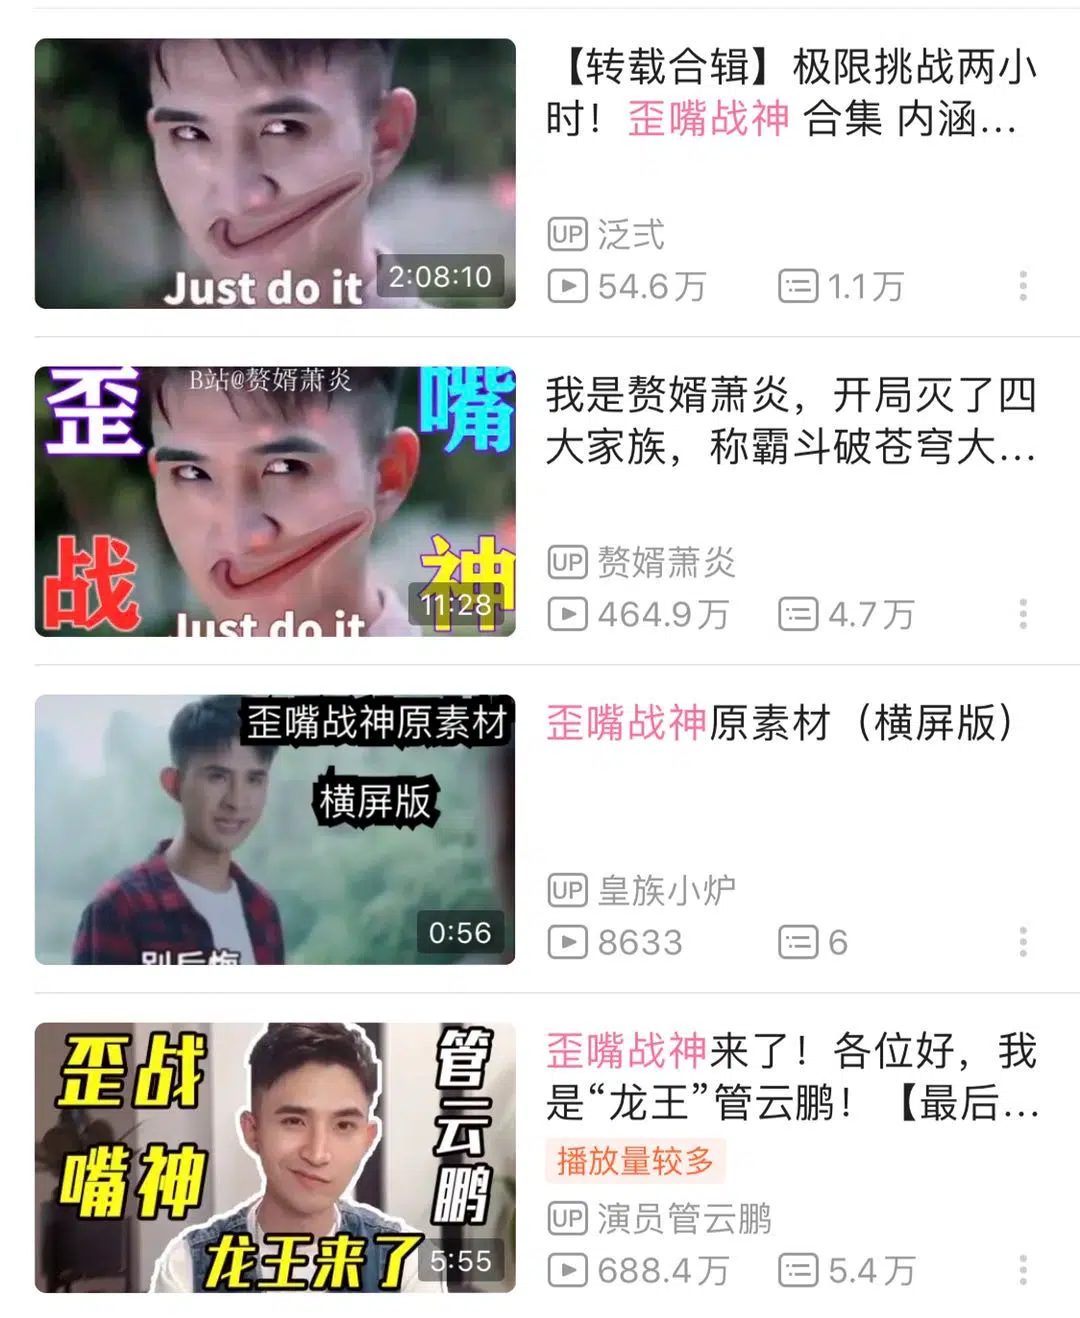 【转载合辑】极限挑战两小
时！歪嘴战神 合集 内涵...
Just do it
2:08:10
UP 泛式
54.6万
1.1万
歪嘴战神
B站@赘婿萧炎
Just do it
11:28
我是赘婿萧炎，开局灭了四
大家族，称霸斗破苍穹大...
UP 赘婿萧炎
464.9万
4.7万
歪嘴战神原素材
横屏版
别后悔
0:56
歪嘴战神原素材（横屏版）
UP 皇族小炉
8633
6
歪战
嘴神
管云鹏
龙王来了
5:55
歪嘴战神来了！各位好，我
是“龙王”管云鹏！【最后...
播放量较多
UP 演员管云鹏
688.4万
5.4万